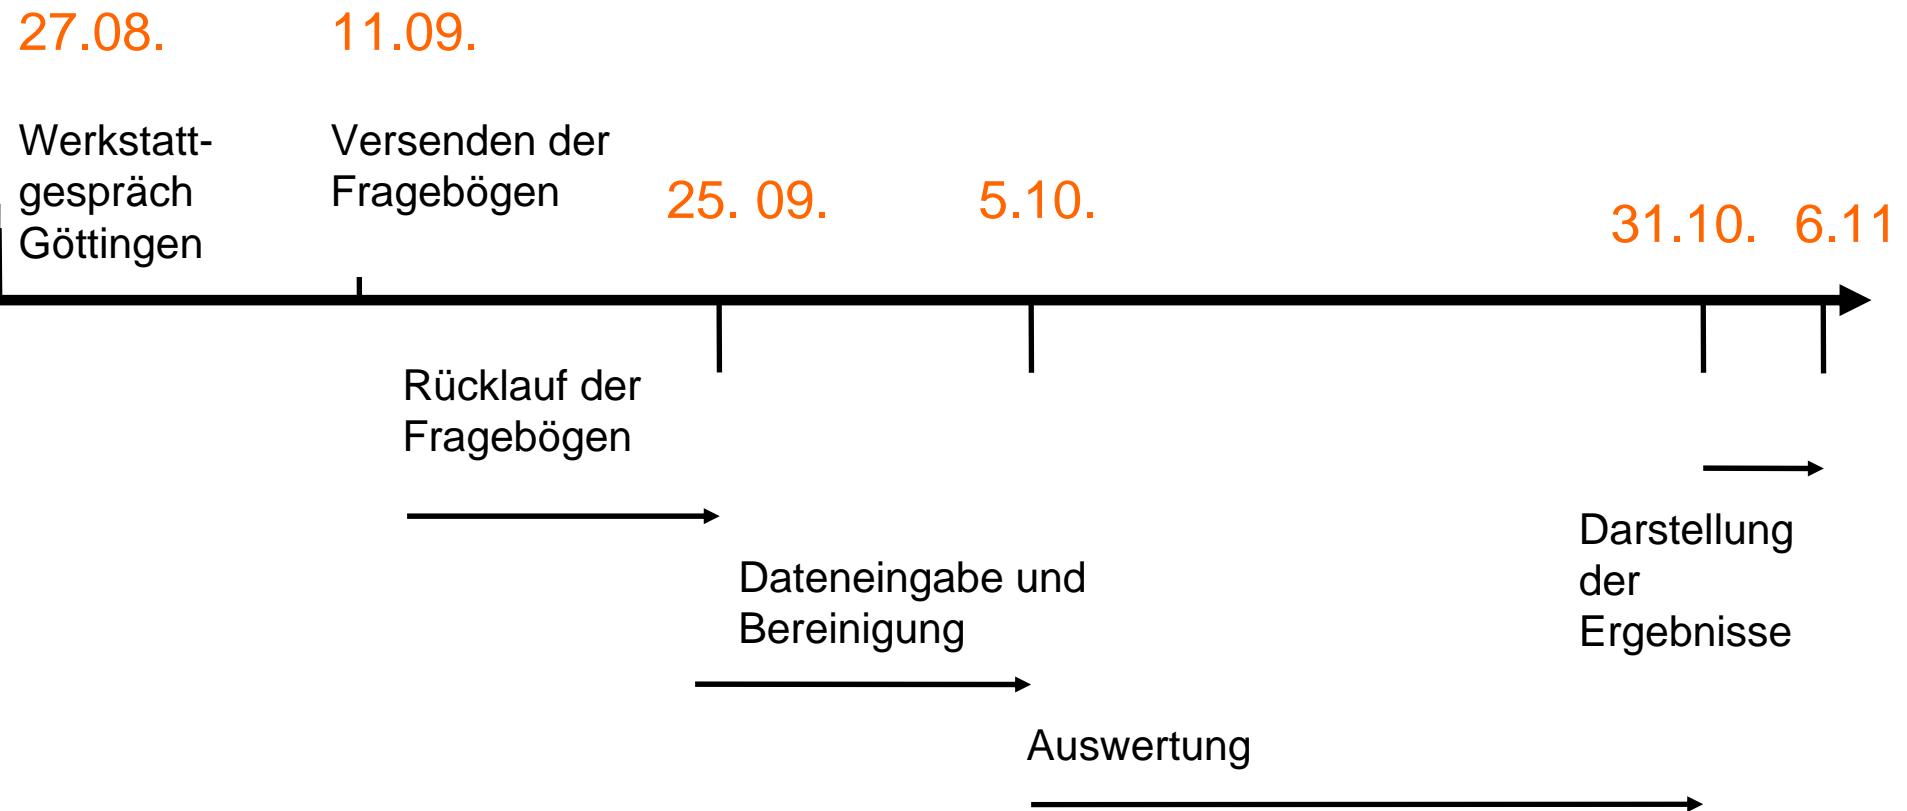 27.08.
11.09.
Werkstatt-
gespräch
Göttingen
Versenden der
Fragebögen
25. 09.
5.10.
31.10.
6.11
Rücklauf der
Fragebögen
Dateneingabe und
Bereinigung
Auswertung
Darstellung
der
Ergebnisse